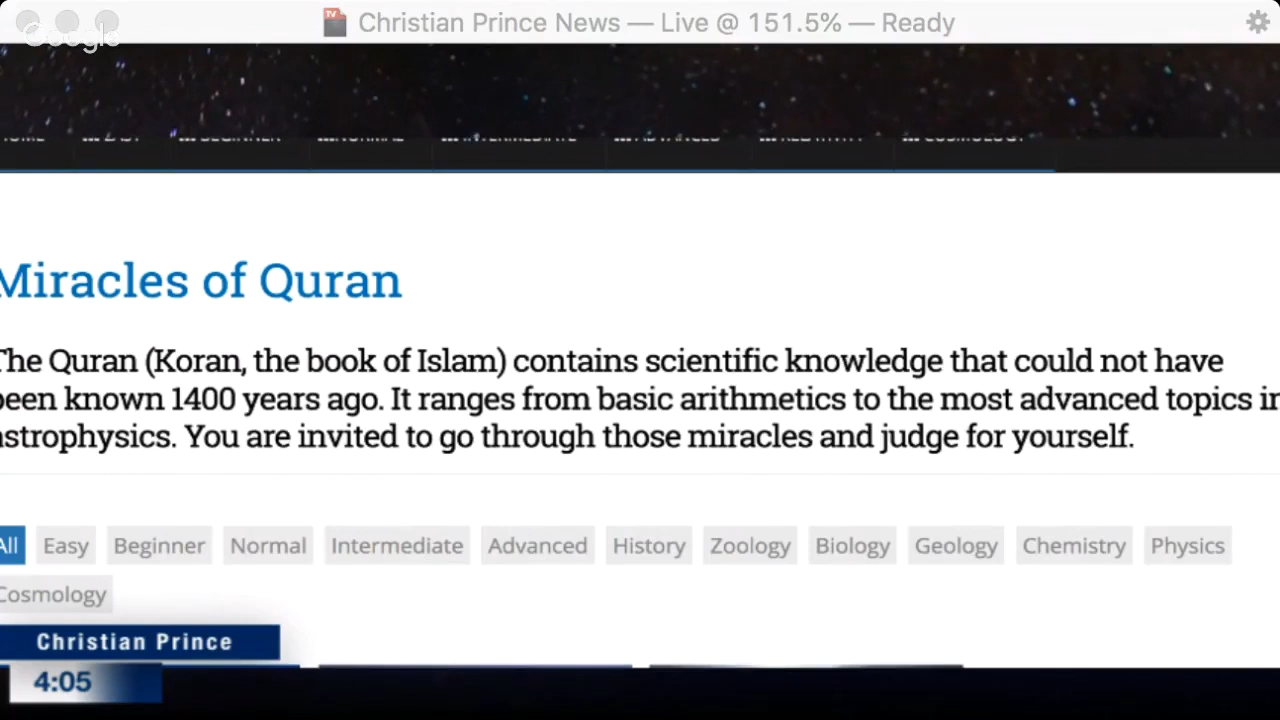 Christian Prince News — Live @ 151.5% — Ready
Google
Miracles of Quran
The Quran (Koran, the book of Islam) contains scientific knowledge that could not have
been known 1400 years ago. It ranges from basic arithmetics to the most advanced topics in
astrophysics. You are invited to go through those miracles and judge for yourself.
All Easy Beginner Normal Intermediate Advanced History Zoology Biology Geology Chemistry Physics
Cosmology
Christian Prince
4:05